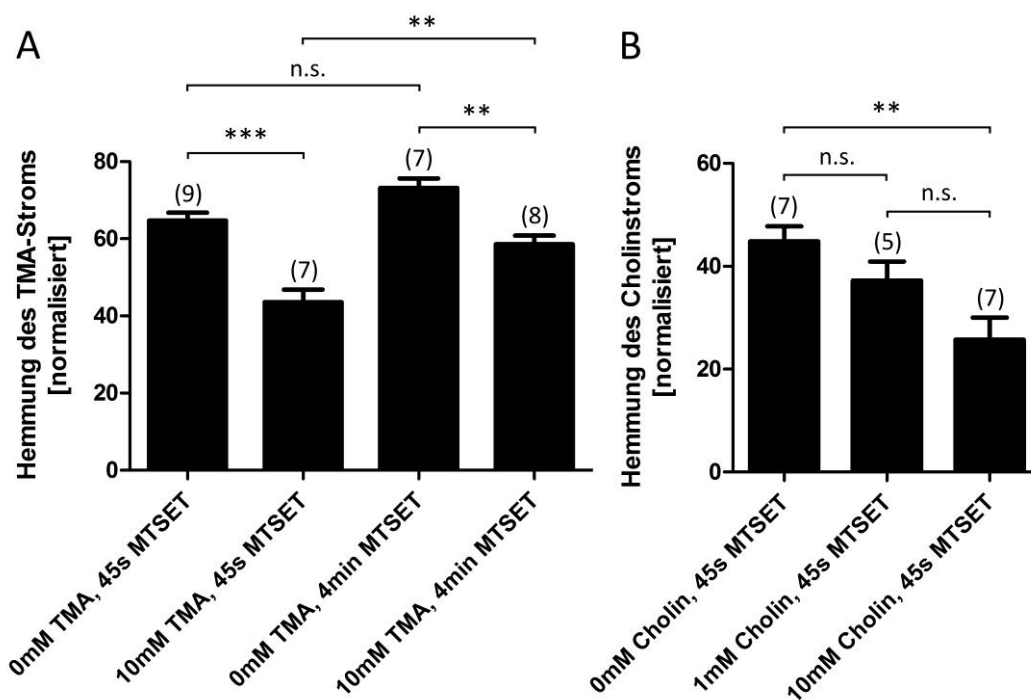 A
**
n.s.
***
**
Hemmung des TMA-Stroms
[normalisiert]
80
60
40
20
0
(9)
(7)
(7)
(8)
0mM TMA, 45s MTSET
10mM TMA, 45s MTSET
0mM TMA, 4min MTSET
10mM TMA, 4min MTSET
B
**
n.s.
n.s.
Hemmung des Cholinstroms
[normalisiert]
60
40
20
0
(7)
(5)
(7)
0mM Cholin, 45s MTSET
1mM Cholin, 45s MTSET
10mM Cholin, 45s MTSET